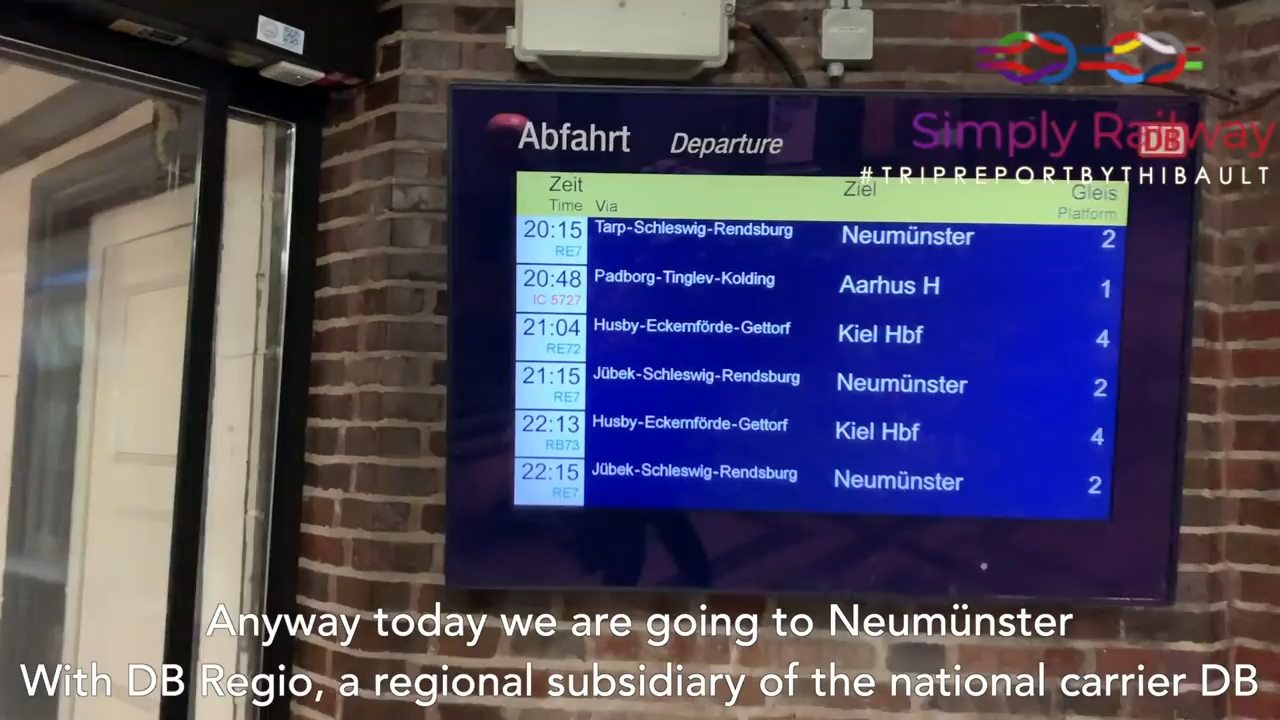 Simply Railway
#TRIPREPORTBYTHIBAULT
Abfahrt Departure DB
Zeit Ziel Gleis
Time Via Platform
20:15 Tarp-Schleswig-Rendsburg Neumünster 2
RE7
20:48 Padborg-Tinglev-Kolding Aarhus H 1
IC 5727
21:04 Husby-Eckernförde-Gettorf Kiel Hbf 4
RE72
21:15 Jübek-Schleswig-Rendsburg Neumünster 2
RE7
22:13 Husby-Eckernförde-Gettorf Kiel Hbf 4
RB73
22:15 Jübek-Schleswig-Rendsburg Neumünster 2
RE7
Anyway today we are going to Neumünster
With DB Regio, a regional subsidiary of the national carrier DB